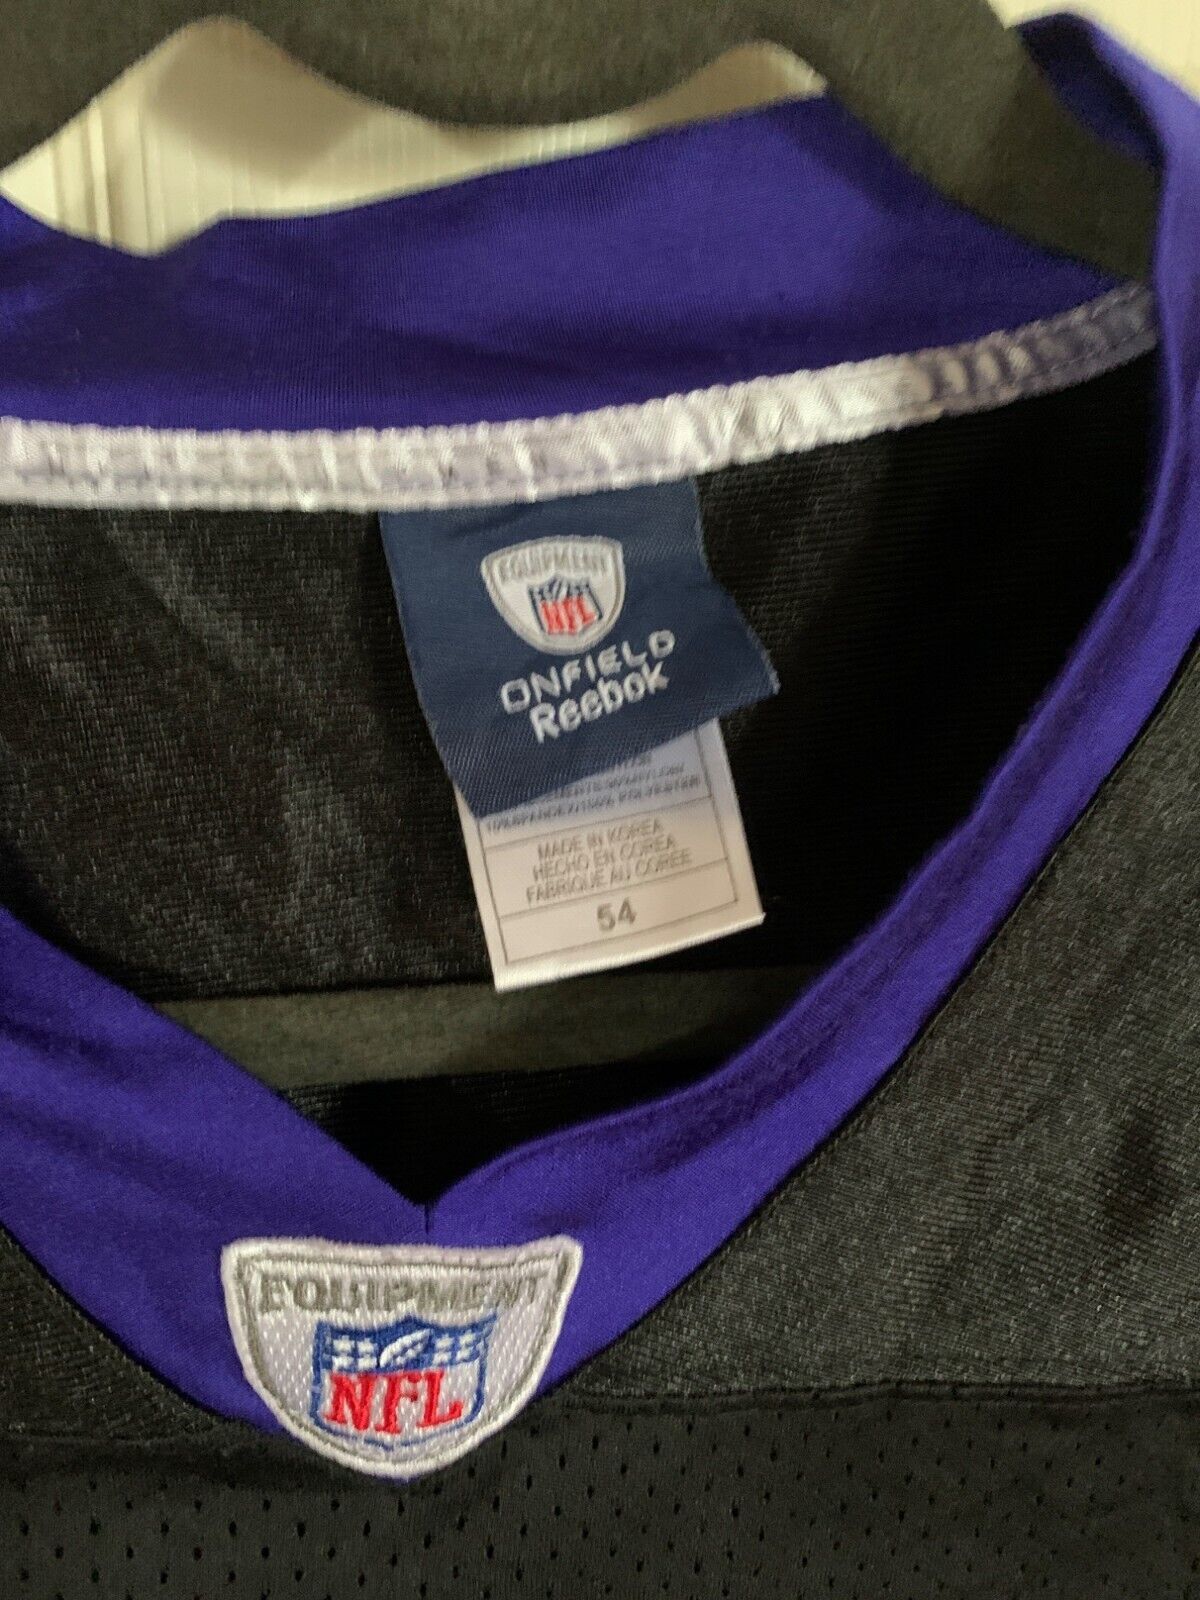 EQUIPMENT
NFL
ONFIELD
Reebok
MADE IN KOREA
HECHO EN COREA
FABRIQUE AU COREE
54
EQUIPMENT
NFL